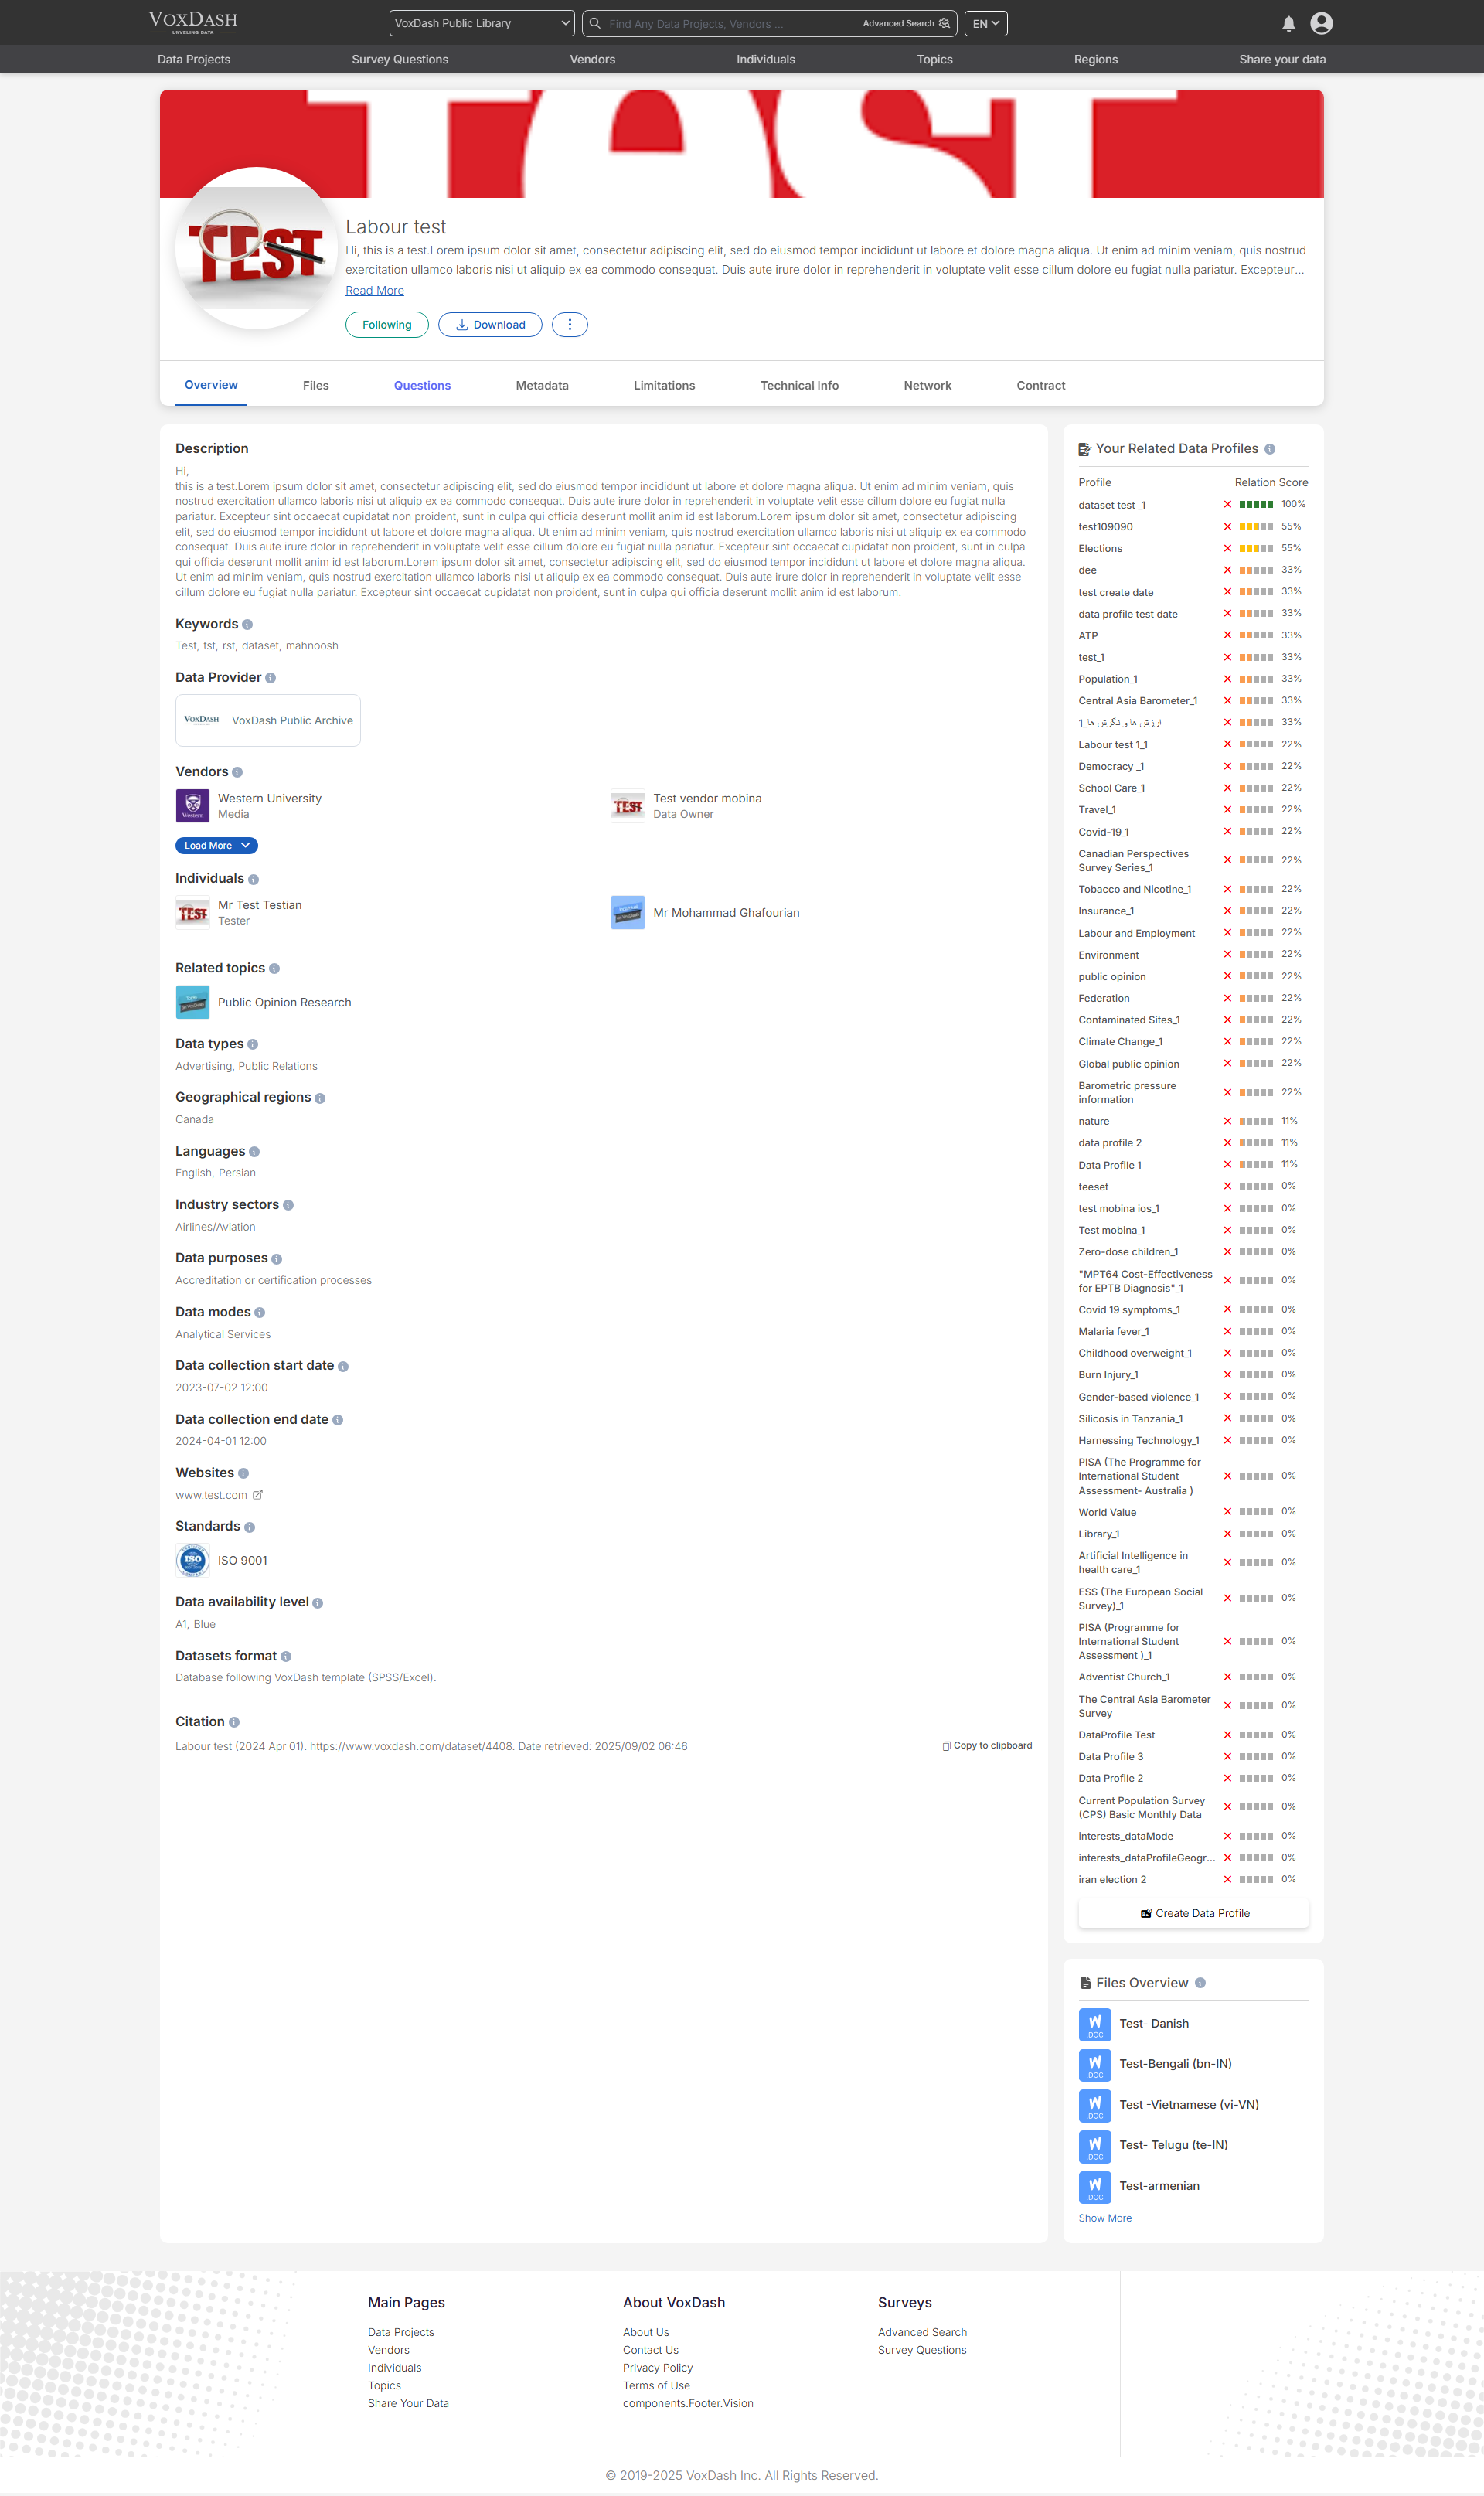 VOXDASH
UNVEILING DATA
VoxDash Public Library
Find Any Data Projects, Vendors ...
Advanced Search
EN
Data Projects
Survey Questions
Vendors
Individuals
Topics
Regions
Share your data
TEST
TEST
Labour test
Hi, this is a test.Lorem ipsum dolor sit amet, consectetur adipiscing elit, sed do eiusmod tempor incididunt ut labore et dolore magna aliqua. Ut enim ad minim veniam, quis nostrud
exercitation ullamco laboris nisi ut aliquip ex ea commodo consequat. Duis aute irure dolor in reprehenderit in voluptate velit esse cillum dolore eu fugiat nulla pariatur. Excepteur...
Read More
Following
Download
Overview
Files
Questions
Metadata
Limitations
Technical Info
Network
Contract
Description
Hi,
this is a test.Lorem ipsum dolor sit amet, consectetur adipiscing elit, sed do eiusmod tempor incididunt ut labore et dolore magna aliqua. Ut enim ad minim veniam, quis
nostrud exercitation ullamco laboris nisi ut aliquip ex ea commodo consequat. Duis aute irure dolor in reprehenderit in voluptate velit esse cillum dolore eu fugiat nulla
pariatur. Excepteur sint occaecat cupidatat non proident, sunt in culpa qui officia deserunt mollit anim id est laborum.Lorem ipsum dolor sit amet, consectetur adipiscing
elit, sed do eiusmod tempor incididunt ut labore et dolore magna aliqua. Ut enim ad minim veniam, quis nostrud exercitation ullamco laboris nisi ut aliquip ex ea commodo
consequat. Duis aute irure dolor in reprehenderit in voluptate velit esse cillum dolore eu fugiat nulla pariatur. Excepteur sint occaecat cupidatat non proident, sunt in culpa
qui officia deserunt mollit anim id est laborum.Lorem ipsum dolor sit amet, consectetur adipiscing elit, sed do eiusmod tempor incididunt ut labore et dolore magna aliqua.
Ut enim ad minim veniam, quis nostrud exercitation ullamco laboris nisi ut aliquip ex ea commodo consequat. Duis aute irure dolor in reprehenderit in voluptate velit esse
cillum dolore eu fugiat nulla pariatur. Excepteur sint occaecat cupidatat non proident, sunt in culpa qui officia deserunt mollit anim id est laborum.
Keywords
Test, tst, rst, dataset, mahnoosh
Data Provider
VOXDASH
VoxDash Public Archive
Vendors
Western
Western University
Media
TEST
Test vendor mobina
Data Owner
Load More
Individuals
TEST
Mr Test Testian
Tester
Mr Mohammad Ghafourian
Related topics
Public Opinion Research
Data types
Advertising, Public Relations
Geographical regions
Canada
Languages
English, Persian
Industry sectors
Airlines/Aviation
Data purposes
Accreditation or certification processes
Data modes
Analytical Services
Data collection start date
2023-07-02 12:00
Data collection end date
2024-04-01 12:00
Websites
www.test.com
Standards
ISO
ISO 9001
Data availability level
A1, Blue
Datasets format
Database following VoxDash template (SPSS/Excel).
Citation
Labour test (2024 Apr 01). https://www.voxdash.com/dataset/4408. Date retrieved: 2025/09/02 06:46
Copy to clipboard
Your Related Data Profiles
Profile Relation Score
dataset test _1 100%
test109090 55%
Elections 55%
dee 33%
test create date 33%
data profile test date 33%
ATP 33%
test_1 33%
Population_1 33%
Central Asia Barometer_1 33%
ارزش ها و نگرش ها_1 33%
Labour test 1_1 22%
Democracy _1 22%
School Care_1 22%
Travel_1 22%
Covid-19_1 22%
Canadian Perspectives
Survey Series_1 22%
Tobacco and Nicotine_1 22%
Insurance_1 22%
Labour and Employment 22%
Environment 22%
public opinion 22%
Federation 22%
Contaminated Sites_1 22%
Climate Change_1 22%
Global public opinion 22%
Barometric pressure
information 22%
nature 11%
data profile 2 11%
Data Profile 1 11%
teeset 0%
test mobina ios_1 0%
Test mobina_1 0%
Zero-dose children_1 0%
"MPT64 Cost-Effectiveness
for EPTB Diagnosis"_1 0%
Covid 19 symptoms_1 0%
Malaria fever_1 0%
Childhood overweight_1 0%
Burn Injury_1 0%
Gender-based violence_1 0%
Silicosis in Tanzania_1 0%
Harnessing Technology_1 0%
PISA (The Programme for
International Student
Assessment- Australia ) 0%
World Value 0%
Library_1 0%
Artificial Intelligence in
health care_1 0%
ESS (The European Social
Survey)_1 0%
PISA (Programme for
International Student
Assessment )_1 0%
Adventist Church_1 0%
The Central Asia Barometer
Survey 0%
DataProfile Test 0%
Data Profile 3 0%
Data Profile 2 0%
Current Population Survey
(CPS) Basic Monthly Data 0%
interests_dataMode 0%
interests_dataProfileGeogr... 0%
iran election 2 0%
Create Data Profile
Files Overview
W .DOC Test- Danish
W .DOC Test-Bengali (bn-IN)
W .DOC Test -Vietnamese (vi-VN)
W .DOC Test- Telugu (te-IN)
W .DOC Test-armenian
Show More
Main Pages
Data Projects
Vendors
Individuals
Topics
Share Your Data
About VoxDash
About Us
Contact Us
Privacy Policy
Terms of Use
components.Footer.Vision
Surveys
Advanced Search
Survey Questions
© 2019-2025 VoxDash Inc. All Rights Reserved.